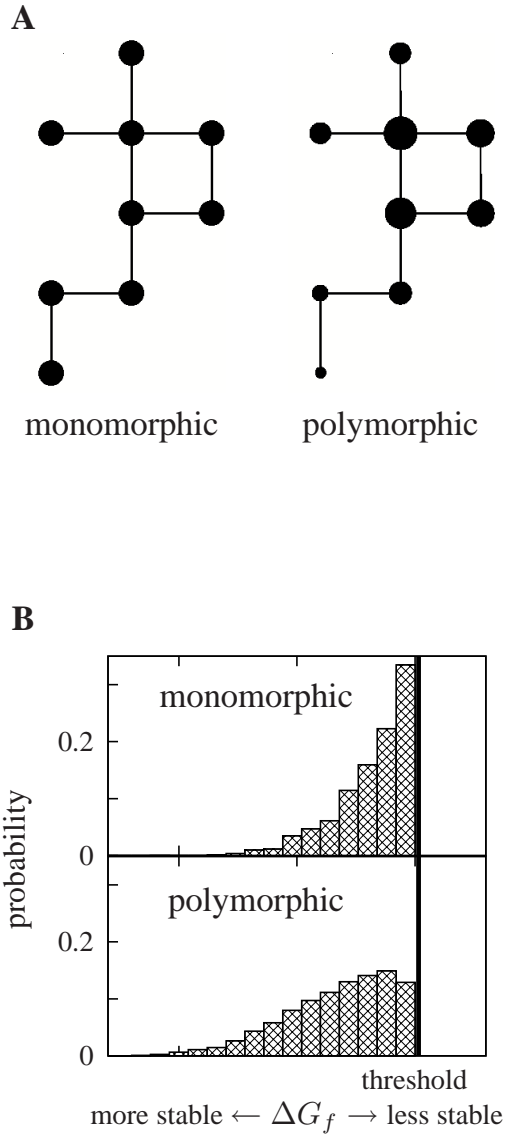 A
monomorphic polymorphic
B
monomorphic
0.2
0
polymorphic
0.2
0
probability
threshold
more stable ← ΔG_f → less stable